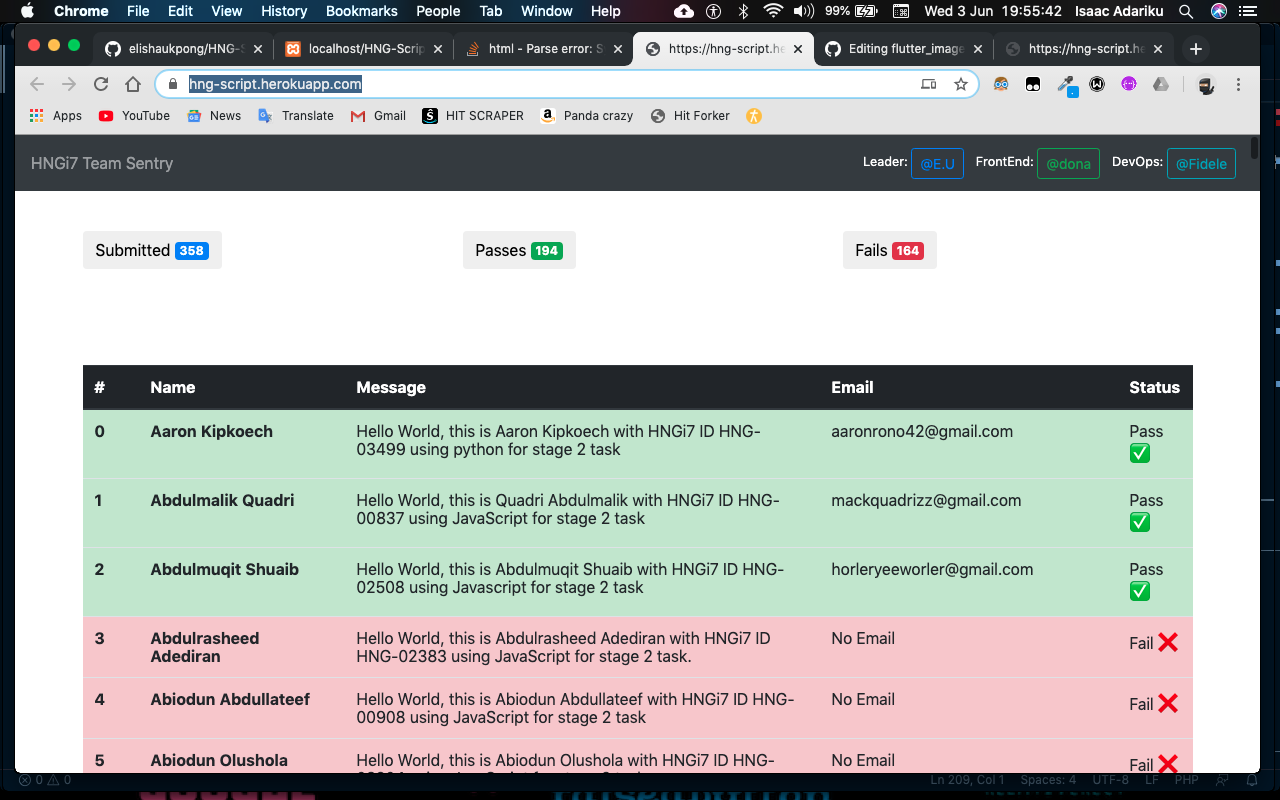 Chrome File Edit View History Bookmarks People Tab Window Help 99% Wed 3 Jun 19:55:42 Isaac Adariku
elishaukpong/HNG-S localhost/HNG-Scrip html - Parse error: S https://hng-script.he Editing flutter_image https://hng-script.he
hng-script.herokuapp.com
Apps YouTube News Translate Gmail HIT SCRAPER Panda crazy Hit Forker
HNGi7 Team Sentry Leader: @E.U FrontEnd: @dona DevOps: @Fidele
Submitted 358 Passes 194 Fails 164
# Name Message Email Status
0 Aaron Kipkoech Hello World, this is Aaron Kipkoech with HNGi7 ID HNG- aaronrono42@gmail.com Pass
03499 using python for stage 2 task
1 Abdulmalik Quadri Hello World, this is Quadri Abdulmalik with HNGi7 ID HNG- mackquadrizz@gmail.com Pass
00837 using JavaScript for stage 2 task
2 Abdulmuqit Shuaib Hello World, this is Abdulmuqit Shuaib with HNGi7 ID HNG- horleryeeworler@gmail.com Pass
02508 using Javascript for stage 2 task
3 Abdulrasheed Hello World, this is Abdulrasheed Adediran with HNGi7 ID No Email Fail
Adediran HNG-02383 using JavaScript for stage 2 task.
4 Abiodun Abdullateef Hello World, this is Abiodun Abdullateef with HNGi7 ID HNG- No Email Fail
00908 using JavaScript for stage 2 task
5 Abiodun Olushola Hello World, this is Abiodun Olushola with HNGi7 ID HNG- No Email Fail
0 0 Ln 209, Col 1 Spaces: 4 UTF-8 LF PHP